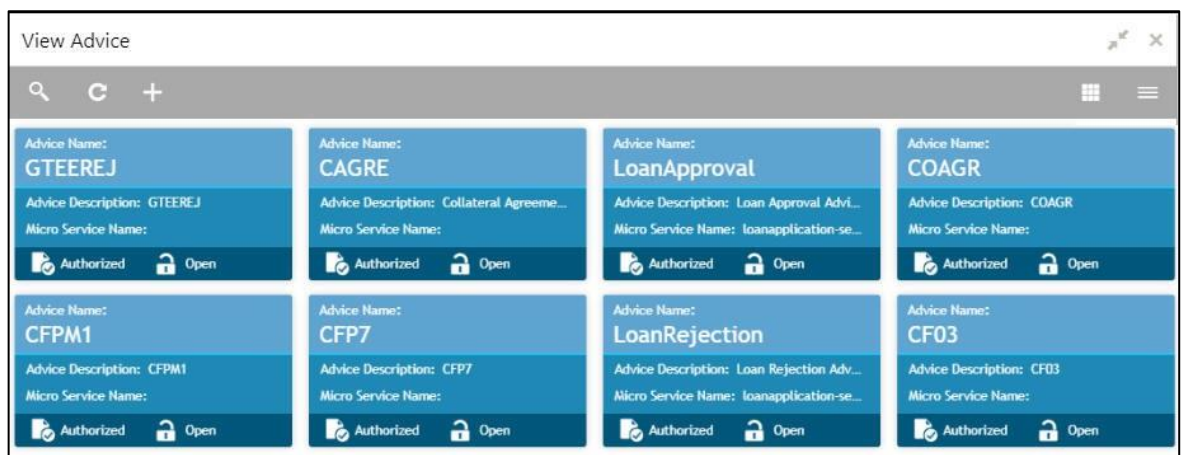 View Advice
Advice Name:
GTEEREJ
Advice Description: GTEEREJ
Micro Service Name:
Authorized Open
Advice Name:
CAGRE
Advice Description: Collateral Agreeme...
Micro Service Name:
Authorized Open
Advice Name:
LoanApproval
Advice Description: Loan Approval Advi...
Micro Service Name: loanapplication-se...
Authorized Open
Advice Name:
COAGR
Advice Description: COAGR
Micro Service Name:
Authorized Open
Advice Name:
CFPM1
Advice Description: CFPM1
Micro Service Name:
Authorized Open
Advice Name:
CFP7
Advice Description: CFP7
Micro Service Name:
Authorized Open
Advice Name:
LoanRejection
Advice Description: Loan Rejection Adv...
Micro Service Name: loanapplication-se...
Authorized Open
Advice Name:
CF03
Advice Description: CF03
Micro Service Name:
Authorized Open